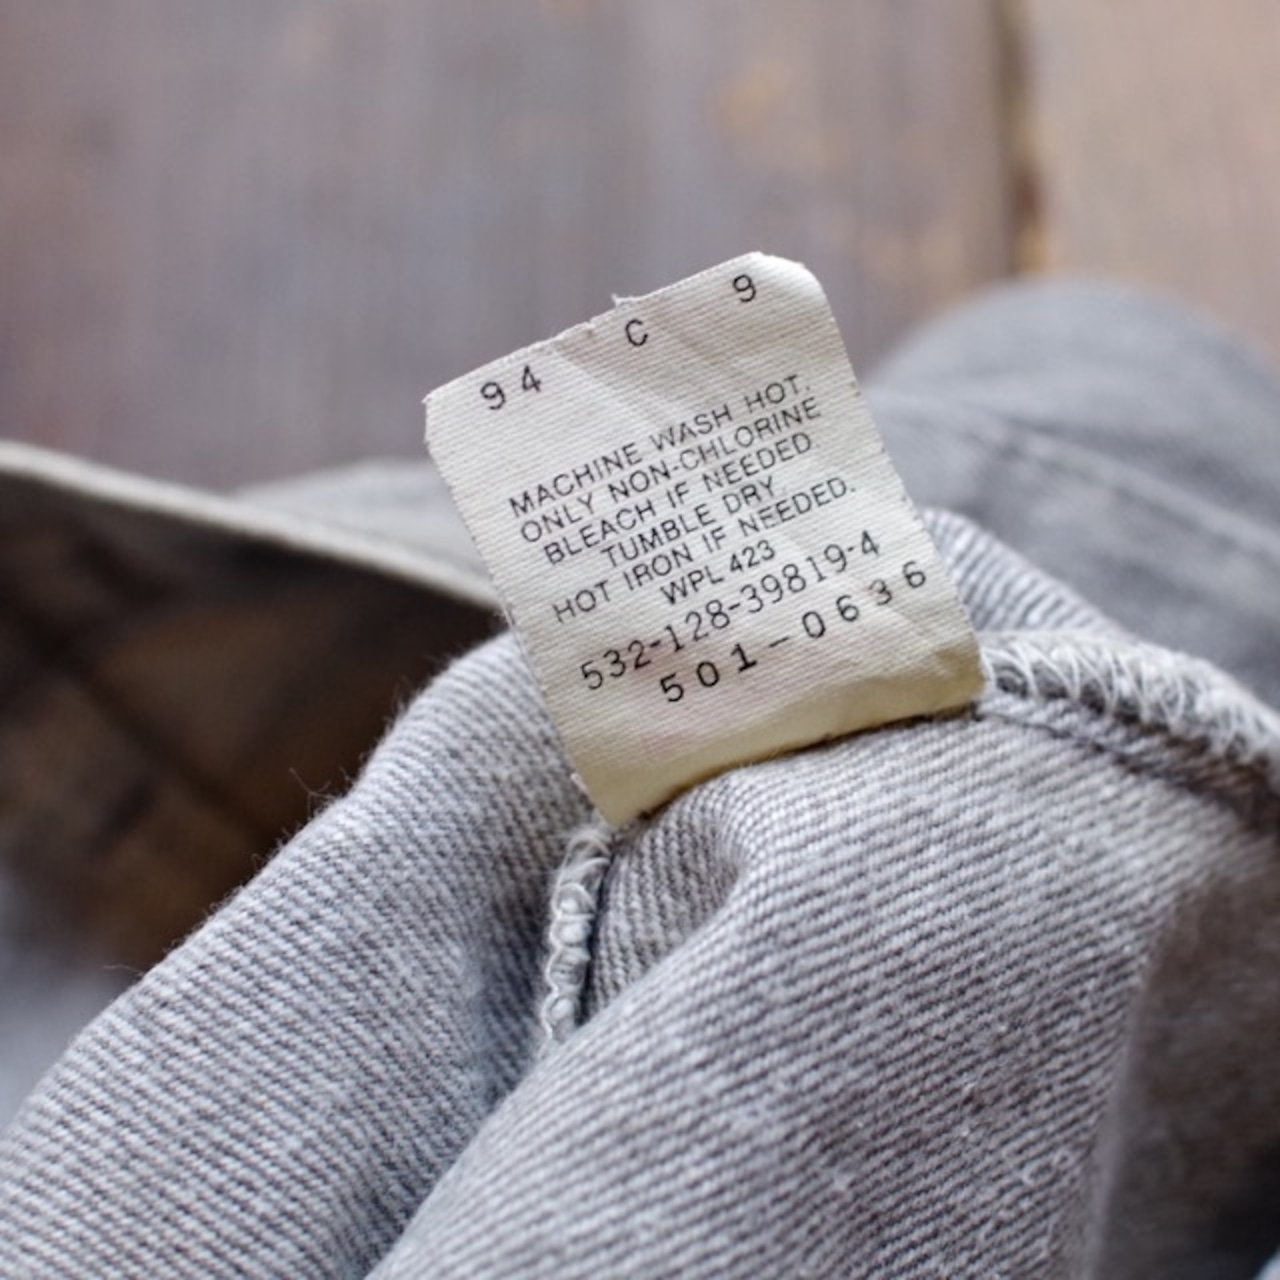 94 C 9
MACHINE WASH HOT.
ONLY NON-CHLORINE
BLEACH IF NEEDED
TUMBLE DRY
HOT IRON IF NEEDED.
WPL 423
532-128-39819-4
501-0636